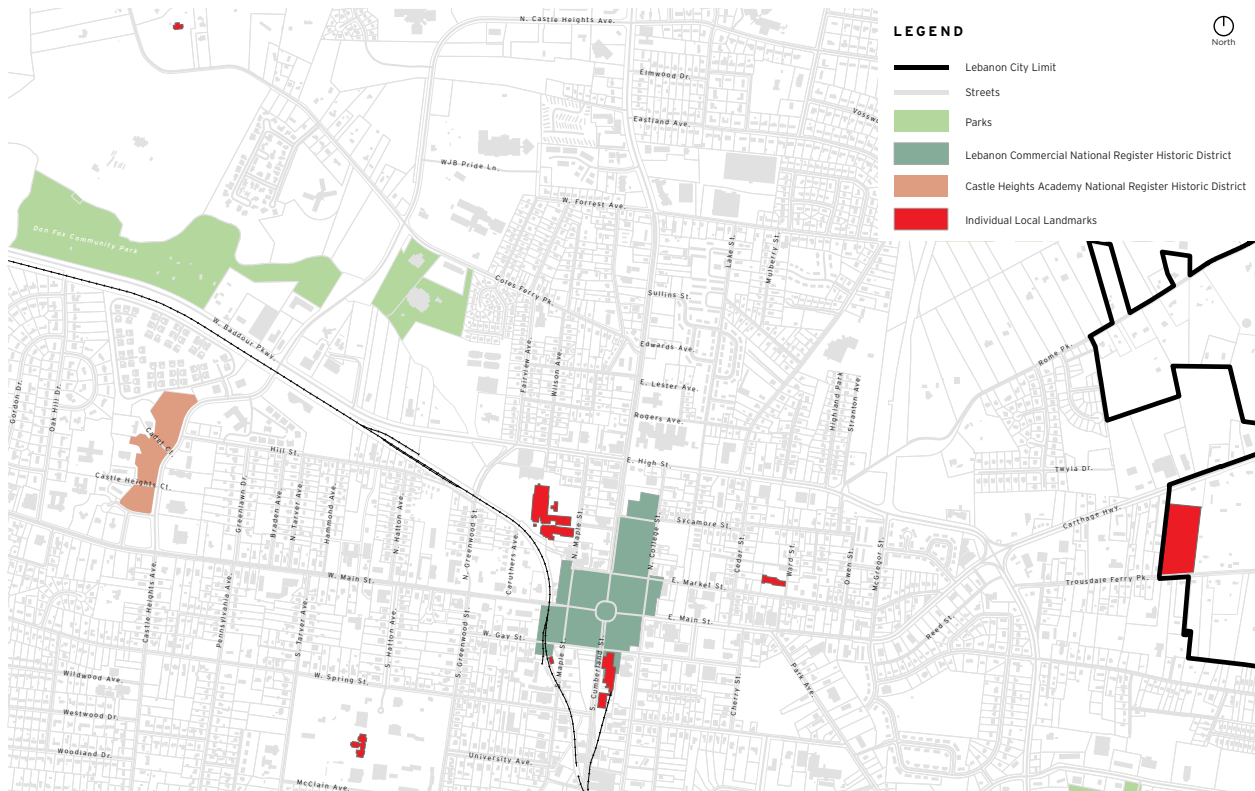 LEGEND
North
Lebanon City Limit
Streets
Parks
Lebanon Commercial National Register Historic District
Castle Heights Academy National Register Historic District
Individual Local Landmarks
N. Castle Heights Ave.
Elmwood Dr.
Eastland Ave.
Vosswo
WJB Pride Ln.
W. Forrest Ave.
Don Fox Community Park
Lake St.
Mulberry St.
Coles Ferry Pk.
Sullins St.
W. Baddour Pkwy.
Edwards Ave.
Rome Pk.
Fairview Ave.
Wilson Ave.
E. Lester Ave.
Gordon Dr.
Oak Hill Dr.
Highland Park
Stranton Ave.
Rogers Ave.
Cadet Ct.
Hill St.
E. High St.
Twyla Dr.
Castle Heights Ct.
Greenlawn Dr.
Braden Ave.
N. Tarver Ave.
Hammond Ave.
N. Hatton Ave.
N. Greenwood St.
Caruthers Ave.
N. Maple St.
N. College St.
Sycamore St.
Cedar St.
Ward St.
Owen St.
McGregor St.
Carthage Hwy.
W. Main St.
E. Market St.
Trousdale Ferry Pk.
Castle Heights Ave.
Pennsylvania Ave.
S. Tarver Ave.
S. Hatton Ave.
S. Greenwood St.
W. Gay St.
E. Main St.
Reed St.
S. Maple St.
S. Cumberland St.
Wildwood Ave.
W. Spring St.
Cherry St.
Park Ave.
Westwood Dr.
Woodland Dr.
University Ave.
McClain Ave.